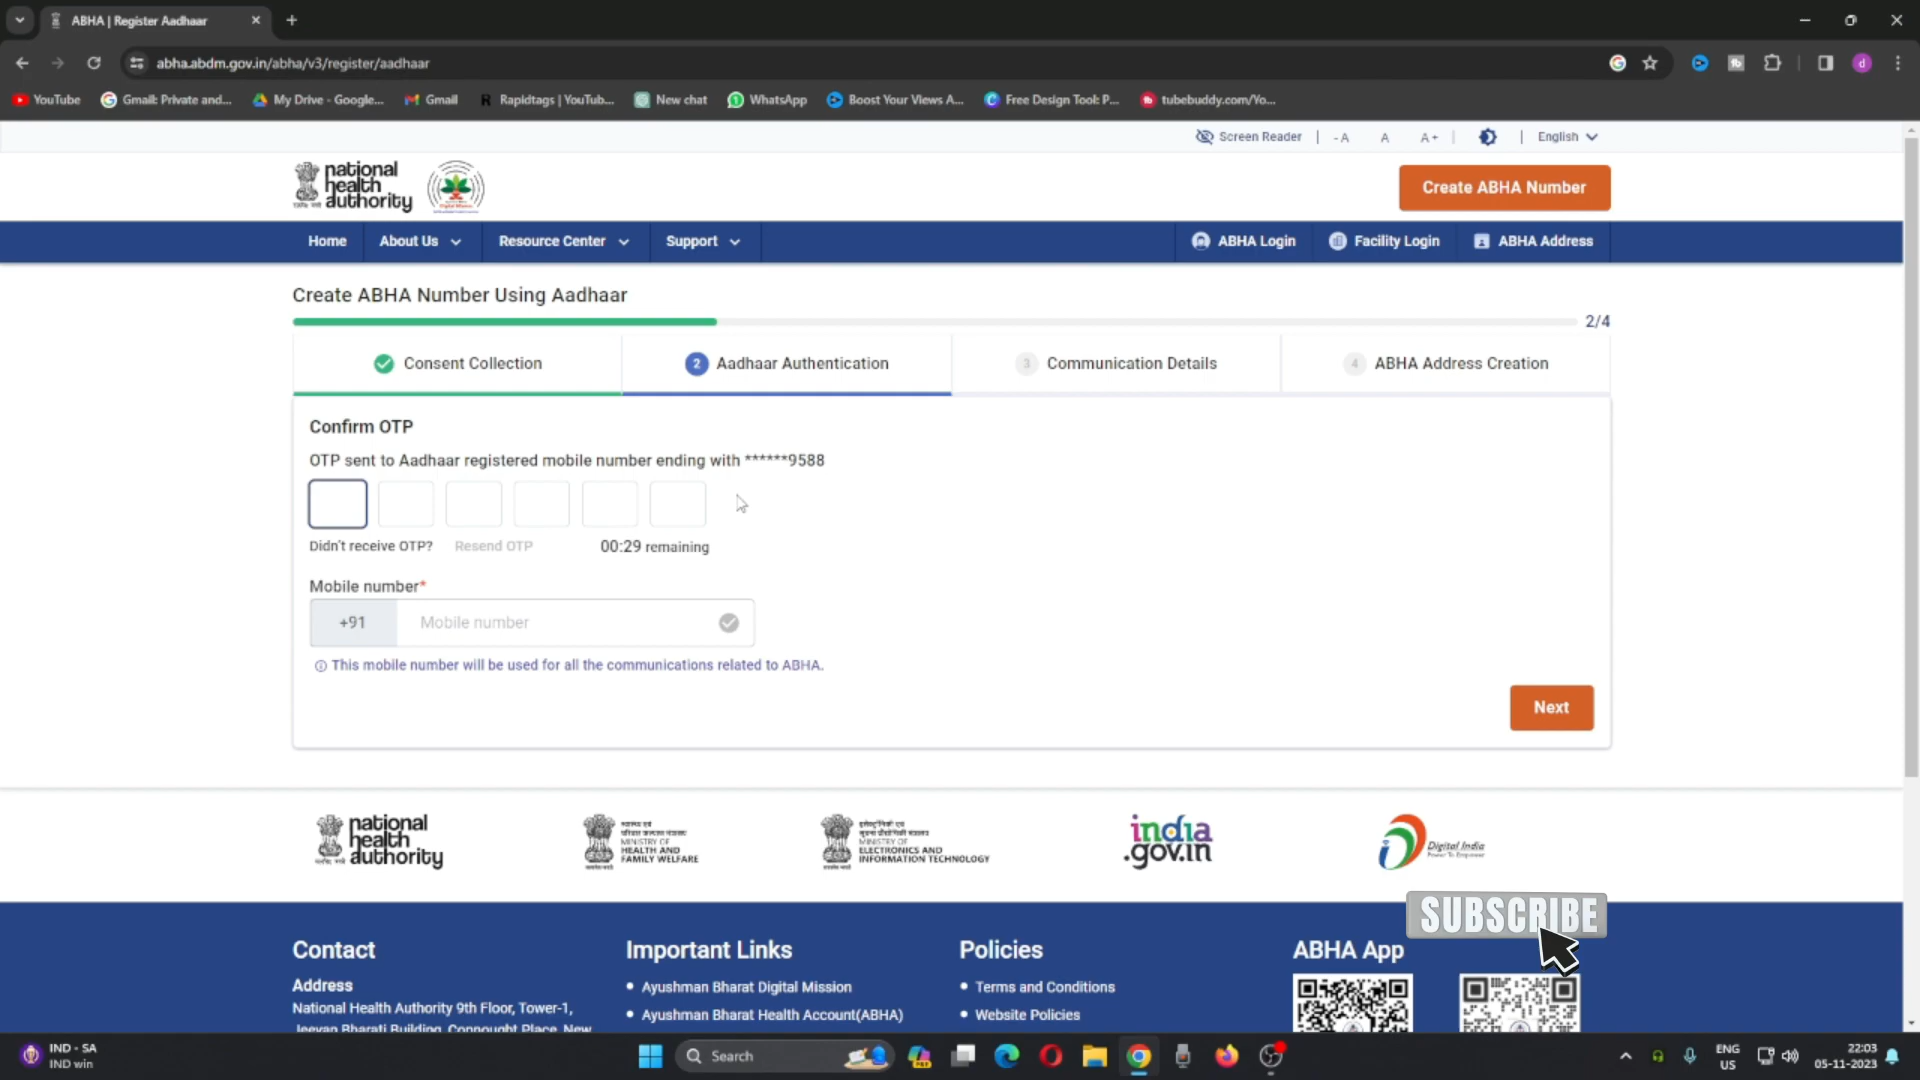 ABHA | Register Aadhaar
abha.abdm.gov.in/abha/v3/register/aadhaar
d
YouTube
Gmail: Private and...
My Drive - Google...
Gmail
Rapidtags | YouTub...
New chat
WhatsApp
Boost Your Views A...
Free Design Tool: P...
tubebuddy.com/Yo...
Screen Reader | - A A A+ | | English
national
health
authority
Create ABHA Number
Home
About Us
Resource Center
Support
ABHA Login
Facility Login
ABHA Address
Create ABHA Number Using Aadhaar
2/4
Consent Collection
2 Aadhaar Authentication
3 Communication Details
4 ABHA Address Creation
Confirm OTP
OTP sent to Aadhaar registered mobile number ending with ******9588
Didn't receive OTP? Resend OTP 00:29 remaining
Mobile number*
+91 Mobile number
This mobile number will be used for all the communications related to ABHA.
Next
national
health
authority
MINISTRY OF
HEALTH AND
FAMILY WELFARE
MINISTRY OF
ELECTRONICS AND
INFORMATION TECHNOLOGY
india
.gov.in
Digital India
Power To Empower
SUBSCRIBE
Contact
Address
National Health Authority 9th Floor, Tower-1,
Jeevan Bharati Building, Connought Place, New
Important Links
Ayushman Bharat Digital Mission
Ayushman Bharat Health Account(ABHA)
Policies
Terms and Conditions
Website Policies
ABHA App
IND - SA
IND win
Search
ENG
US
22:03
05-11-2023